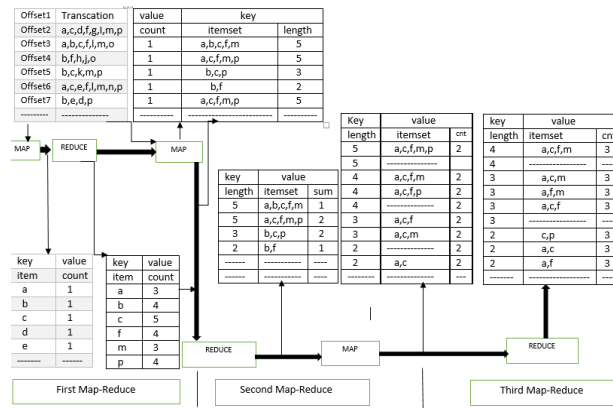 Offset1 Transcation
Offset2 a,c,d,f,g,I,m,p
Offset3 a,b,c,f,l,m,o
Offset4 b,f,h,j,o
Offset5 b,c,k,m,p
Offset6 a,c,e,f,l,m,n,p
Offset7 b,e,d,p
--------- --------------
value key
count itemset length
1 a,b,c,f,m 5
1 a,c,f,m,p 5
1 b,c,p 3
1 b,f 2
1 a,c,f,m,p 5
MAP
REDUCE
MAP
key value
item count
a 1
b 1
c 1
d 1
e 1
key value
item count
a 3
b 4
c 5
f 4
m 3
p 4
key value
length itemset sum
5 a,b,c,f,m 1
5 a,c,f,m,p 2
3 b,c,p 2
2 b,f 1
Key value
length itemset cnt
5 a,c,f,m,p 2
5 ---------------
4 a,c,f,m 2
4 a,c,f,p 2
4 --------------- 2
3 a,c,f 2
3 a,c,m 2
2 --------------- 2
2 a,c 2
key value
length itemset cnt
4 a,c,f,m 3
4 ----------------
3 a,c,m 3
3 a,f,m 3
3 a,c,f 3
3 ---------------- 3
2 c,p 3
2 a,c 3
2 a,f 3
REDUCE
MAP
REDUCE
First Map-Reduce
Second Map-Reduce
Third Map-Reduce